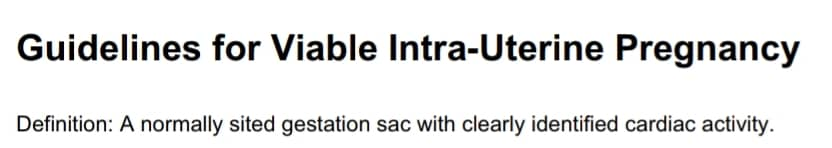 Guidelines for Viable Intra-Uterine Pregnancy
Definition: A normally sited gestation sac with clearly identified cardiac activity.